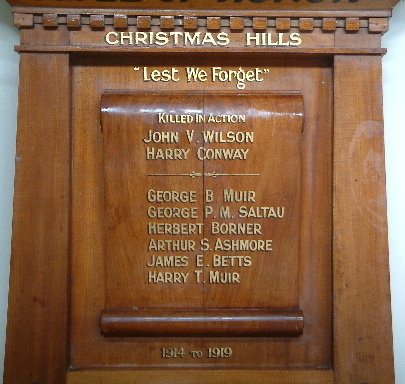 CHRISTMAS HILLS
"Lest We Forget"
KILLED IN ACTION
JOHN V. WILSON
HARRY CONWAY
GEORGE B. MUIR
GEORGE P. M. SALTAU
HERBERT BORNER
ARTHUR S. ASHMORE
JAMES E. BETTS
HARRY T. MUIR
1914 TO 1919